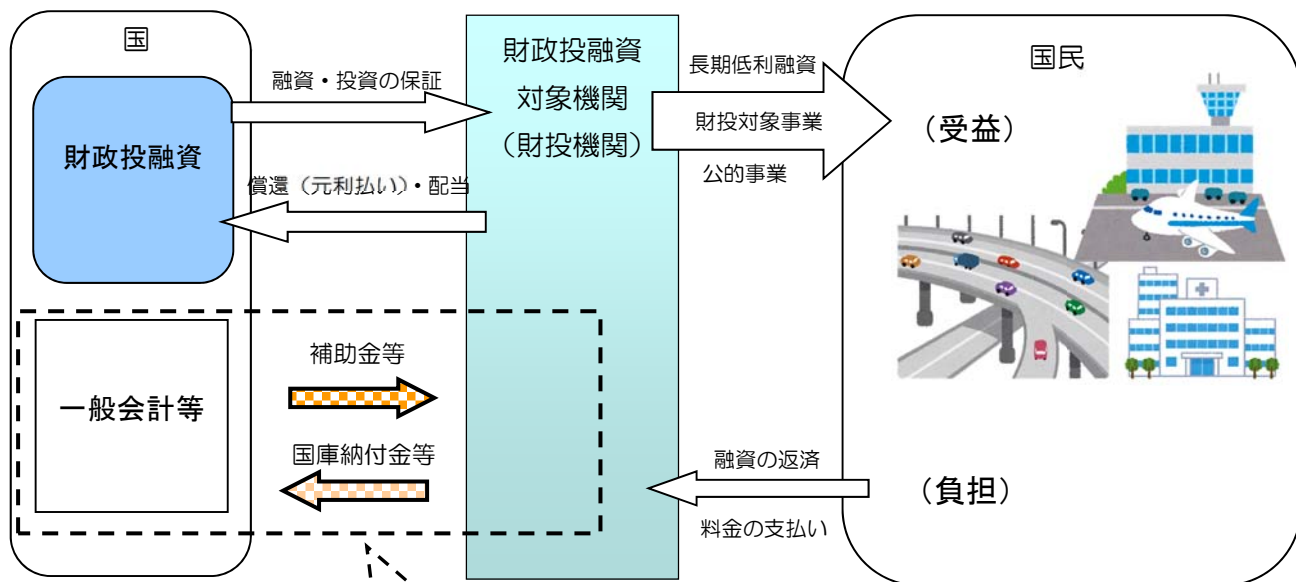 国
財政投融資
融資・投資の保証
償還（元利払い）・配当
財政投融資
対象機関
（財投機関）
長期低利融資
財投対象事業
公的事業
国民
（受益）
一般会計等
補助金等
国庫納付金等
融資の返済
料金の支払い
（負担）